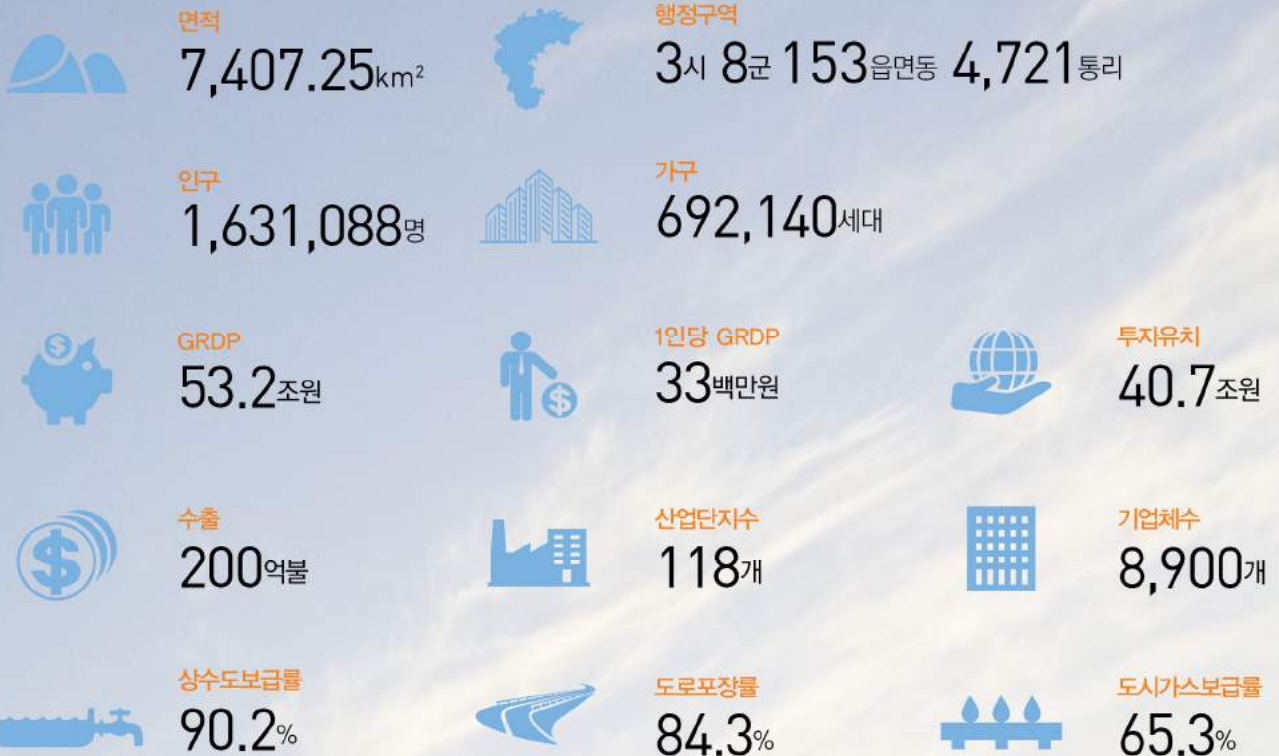 면적
7,407.25km²
행정구역
3시 8군 153읍면동 4,721통리
인구
1,631,088명
가구
692,140세대
GRDP
53.2조원
1인당 GRDP
33백만원
투자유치
40.7조원
수출
200억불
산업단지수
118개
기업체수
8,900개
상수도보급률
90.2%
도로포장률
84.3%
도시가스보급률
65.3%